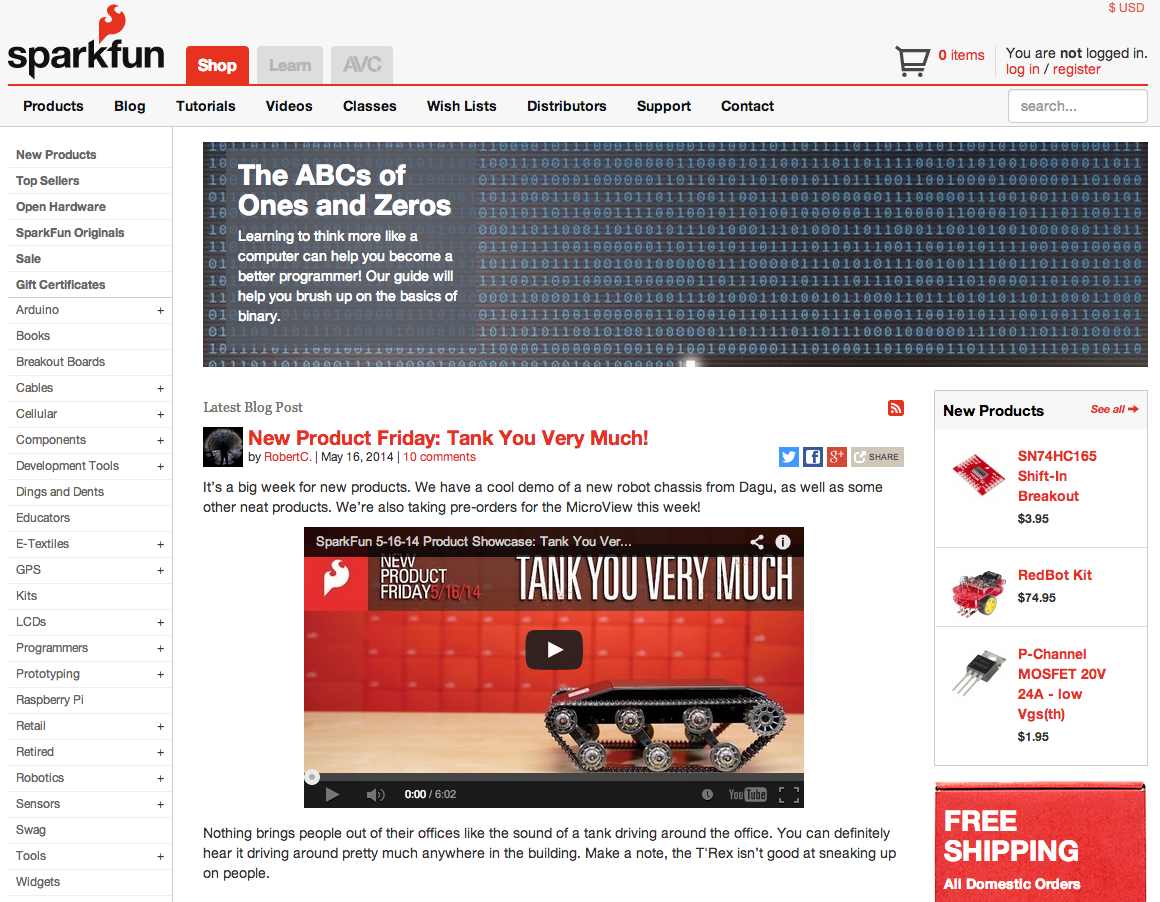 $ USD
sparkfun
Shop
Learn
AVC
0 items
You are not logged in.
log in / register
Products
Blog
Tutorials
Videos
Classes
Wish Lists
Distributors
Support
Contact
search...
New Products
Top Sellers
Open Hardware
SparkFun Originals
Sale
Gift Certificates
Arduino +
Books
Breakout Boards
Cables +
Cellular +
Components +
Development Tools +
Dings and Dents
Educators
E-Textiles +
GPS +
Kits
LCDs +
Programmers +
Prototyping +
Raspberry Pi
Retail +
Retired +
Robotics +
Sensors +
Swag
Tools +
Widgets
The ABCs of
Ones and Zeros
Learning to think more like a
computer can help you become a
better programmer! Our guide will
help you brush up on the basics of
binary.
Latest Blog Post
New Product Friday: Tank You Very Much!
by RobertC. | May 16, 2014 | 10 comments
SHARE
It's a big week for new products. We have a cool demo of a new robot chassis from Dagu, as well as some
other neat products. We're also taking pre-orders for the MicroView this week!
SparkFun 5-16-14 Product Showcase: Tank You Ver...
NEW
PRODUCT
FRIDAY 5/16/14
TANK YOU VERY MUCH
0:00 / 6:02
YouTube
Nothing brings people out of their offices like the sound of a tank driving around the office. You can definitely
hear it driving around pretty much anywhere in the building. Make a note, the T'Rex isn't good at sneaking up
on people.
New Products
See all
SN74HC165
Shift-In
Breakout
$3.95
RedBot Kit
$74.95
P-Channel
MOSFET 20V
24A - low
Vgs(th)
$1.95
FREE
SHIPPING
All Domestic Orders